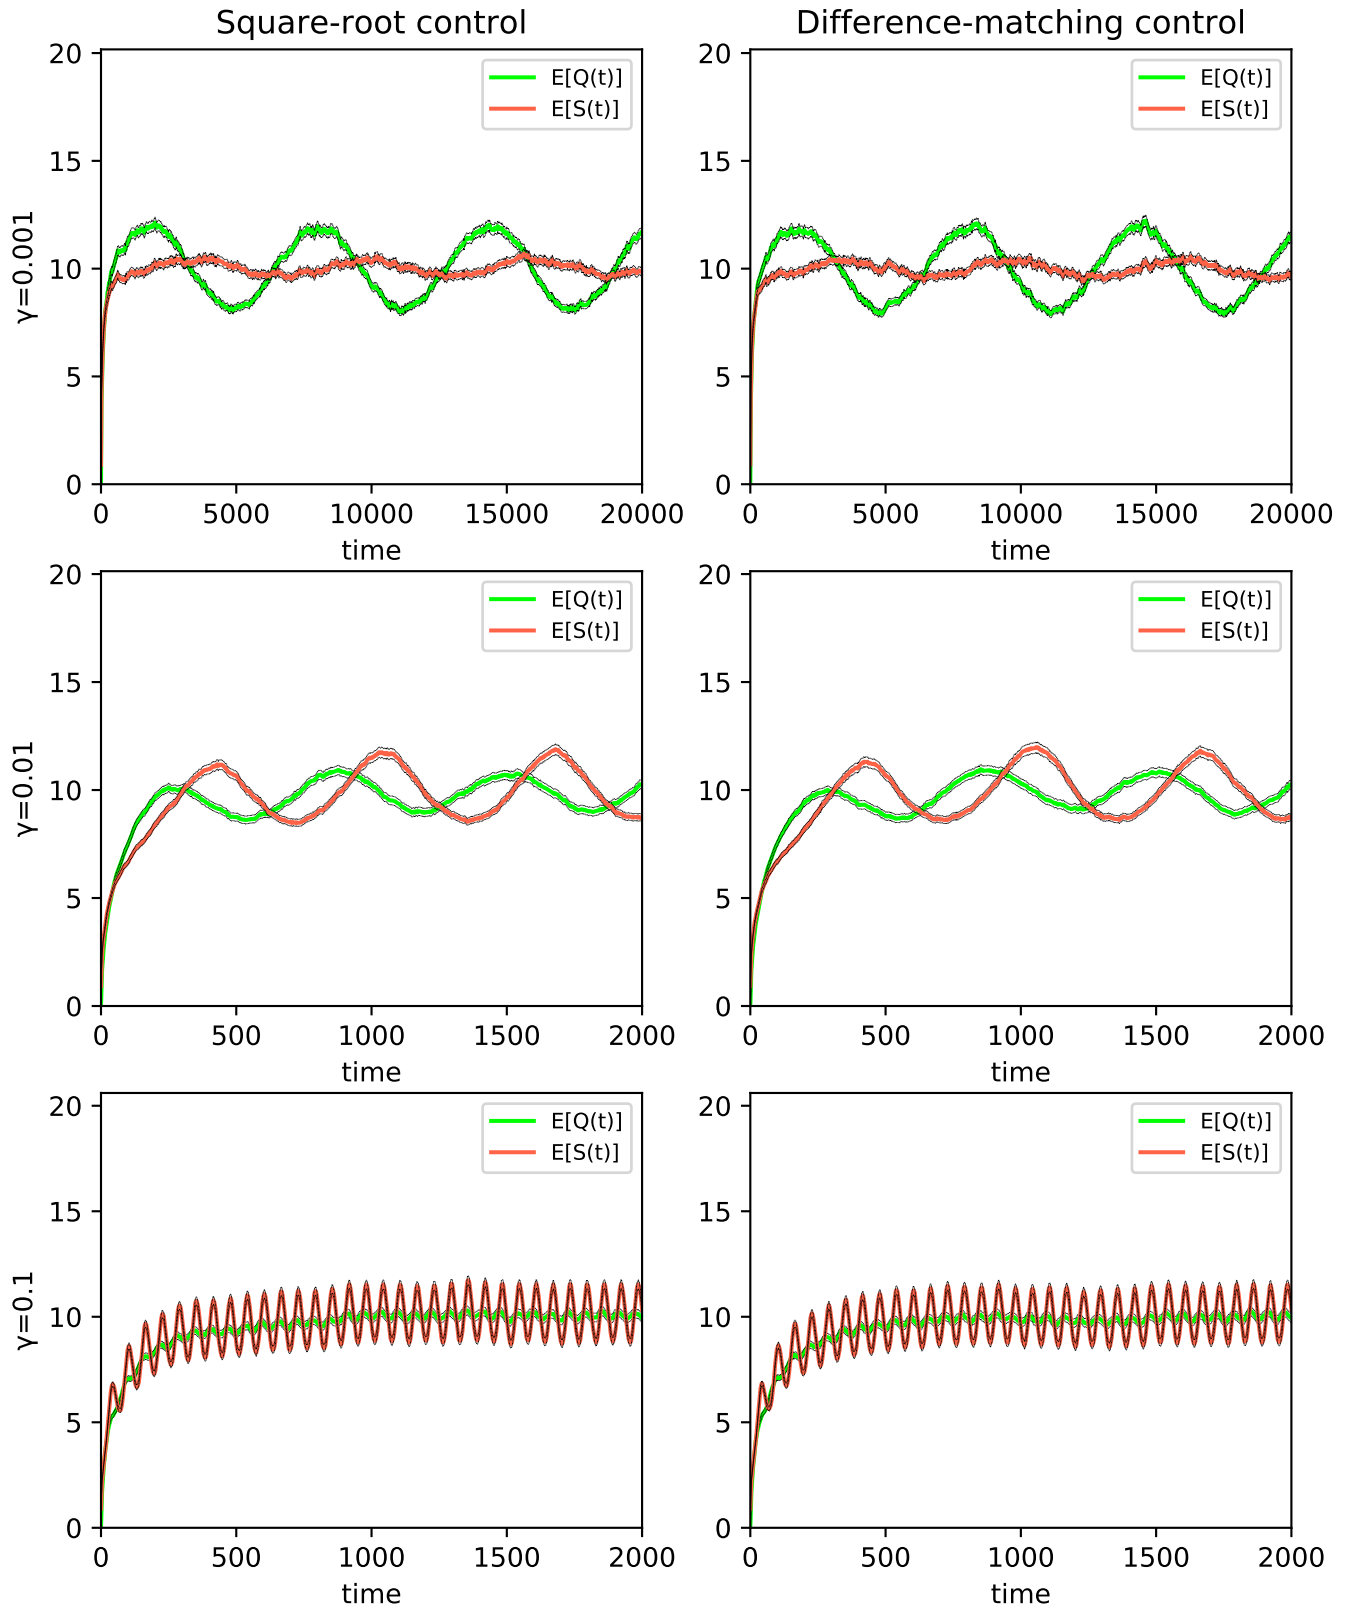 Square-root control
Difference-matching control
γ=0.001
20
15
10
5
0
E[Q(t)]
E[S(t)]
0 5000 10000 15000 20000
time
20
15
10
5
0
E[Q(t)]
E[S(t)]
0 5000 10000 15000 20000
time
γ=0.01
20
15
10
5
0
E[Q(t)]
E[S(t)]
0 500 1000 1500 2000
time
20
15
10
5
0
E[Q(t)]
E[S(t)]
0 500 1000 1500 2000
time
γ=0.1
20
15
10
5
0
E[Q(t)]
E[S(t)]
0 500 1000 1500 2000
time
20
15
10
5
0
E[Q(t)]
E[S(t)]
0 500 1000 1500 2000
time